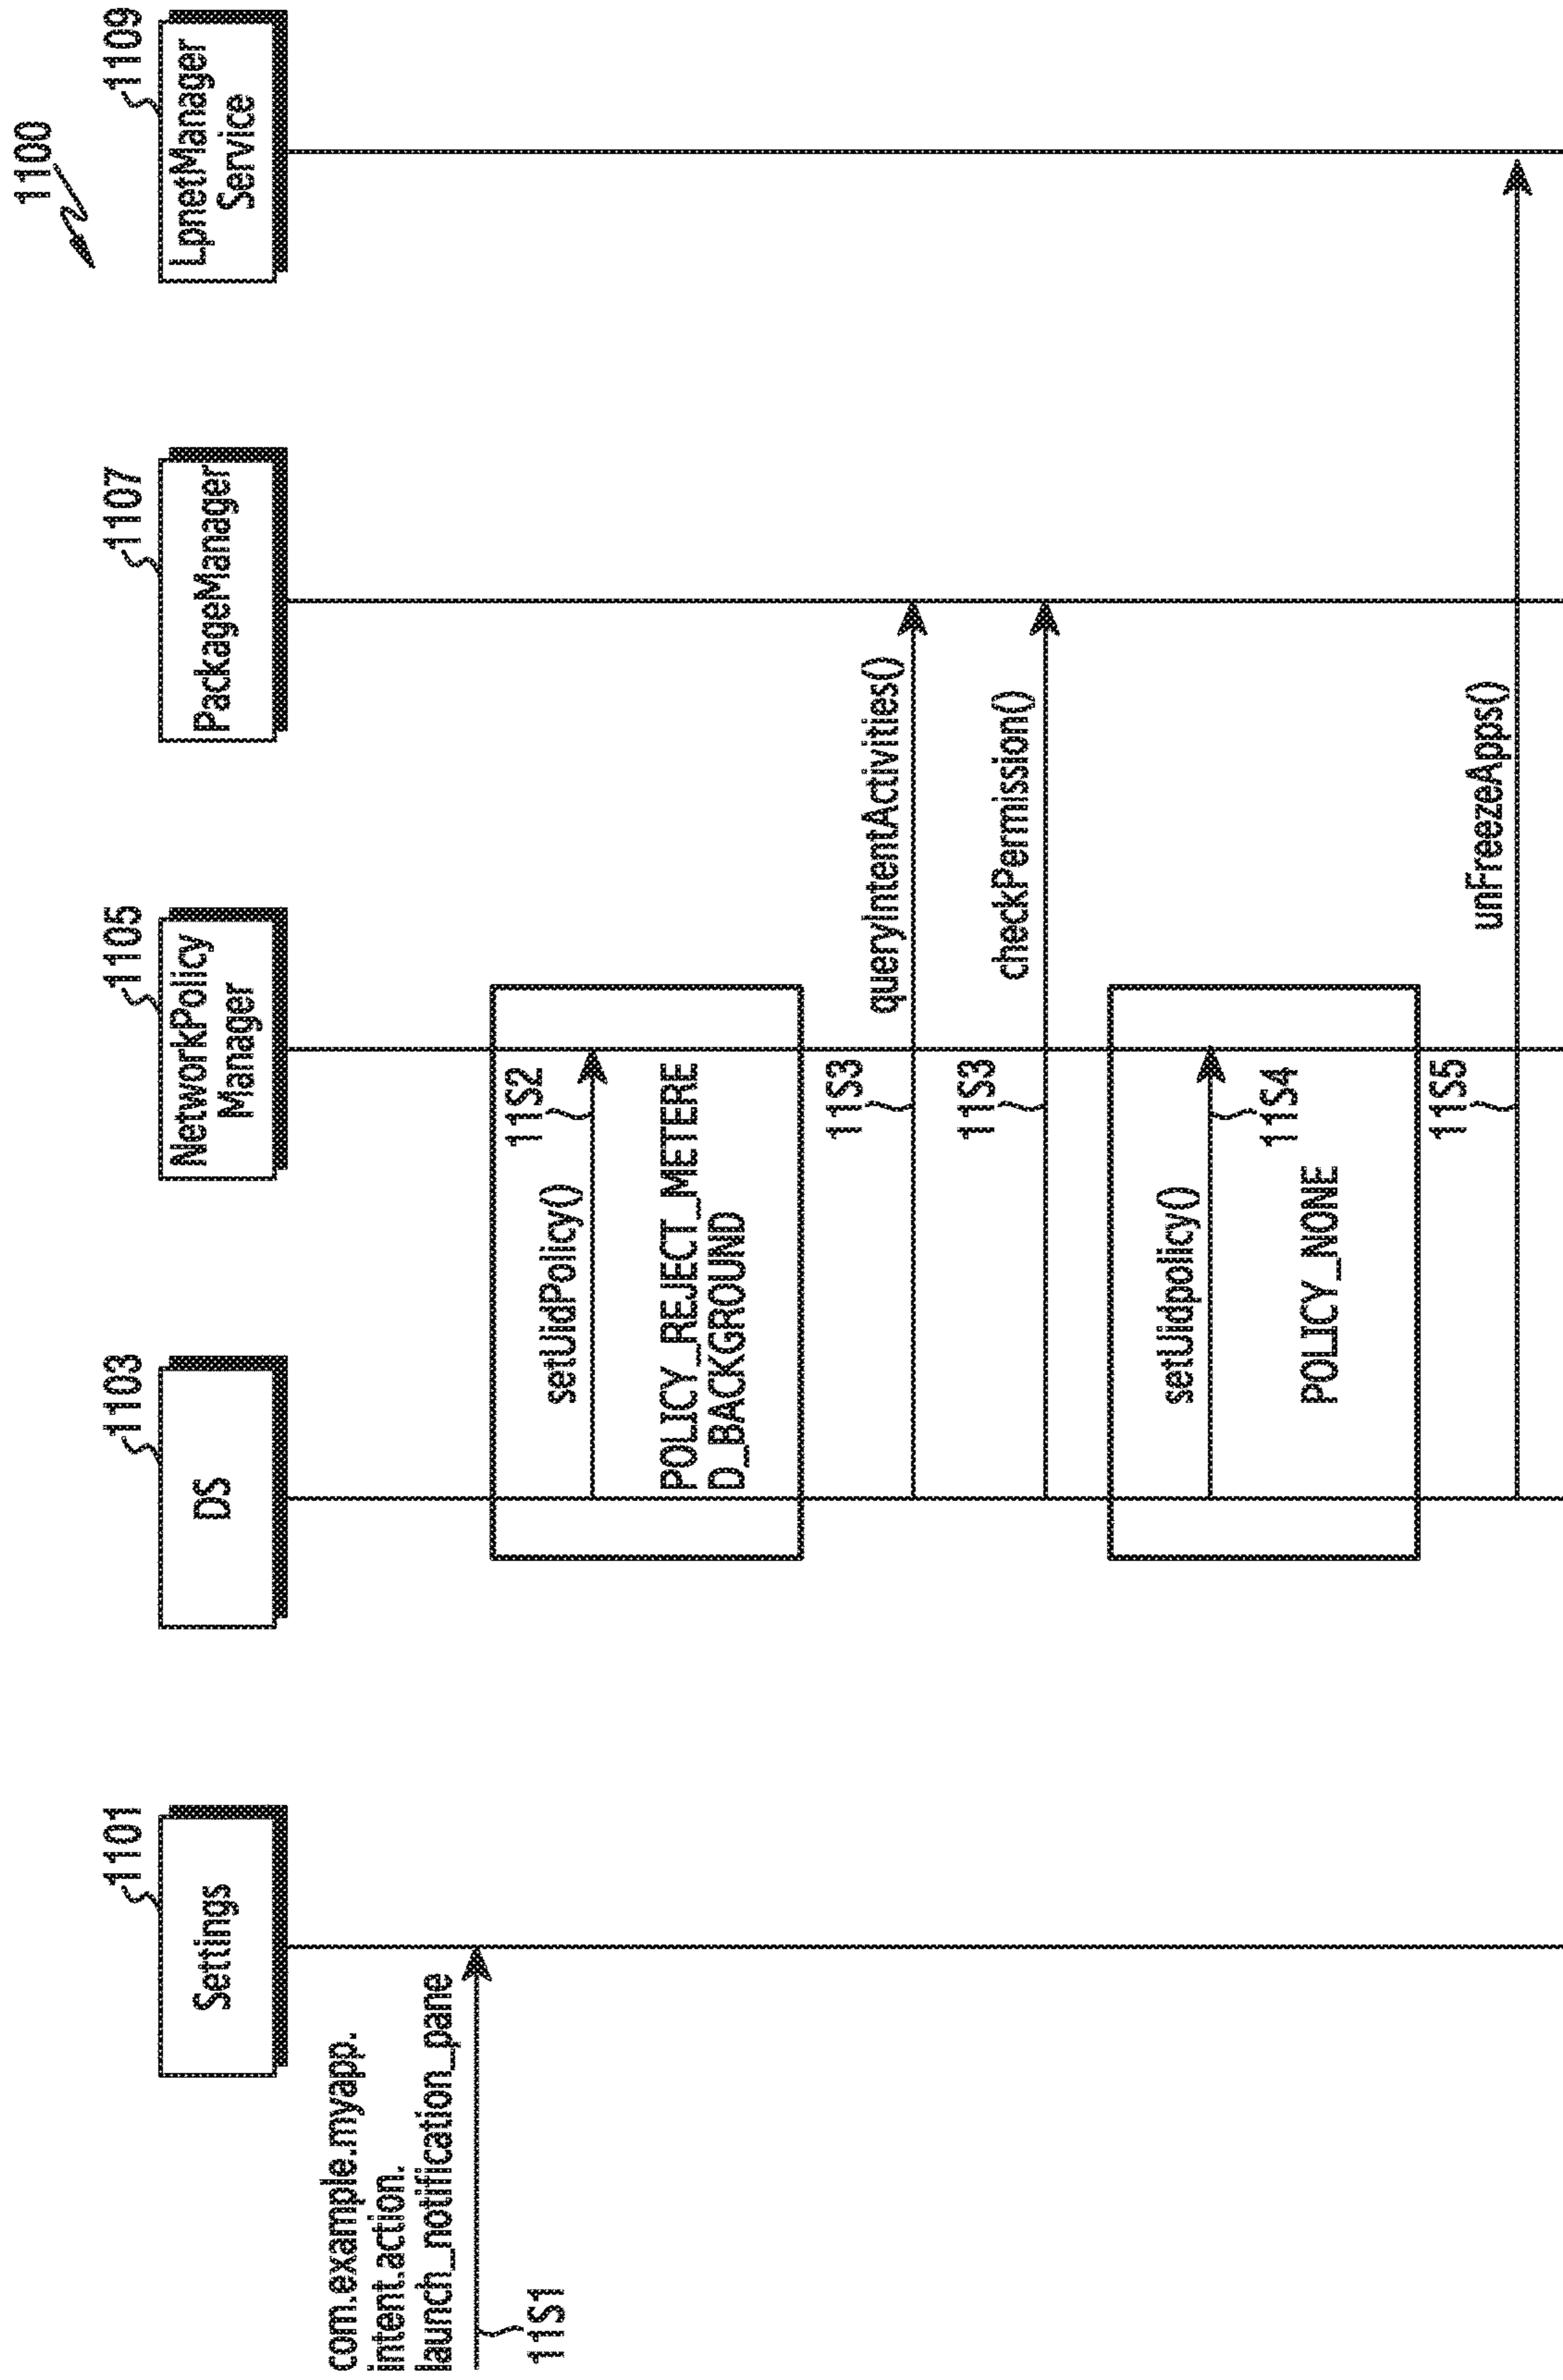 1100
1101
Settings
1103
DS
1105
NetworkPolicy
Manager
1107
PackageManager
1109
LpnetManager
Service
com.example.myapp.
intent.action.
launch_notification_pane
11S1
setUidPolicy()
11S2
POLICY_REJECT_METERE
D_BACKGROUND
11S3
queryIntentActivities()
11S3
checkPermission()
setUidpolicy()
11S4
POLICY_NONE
11S5
unFreezeApps()